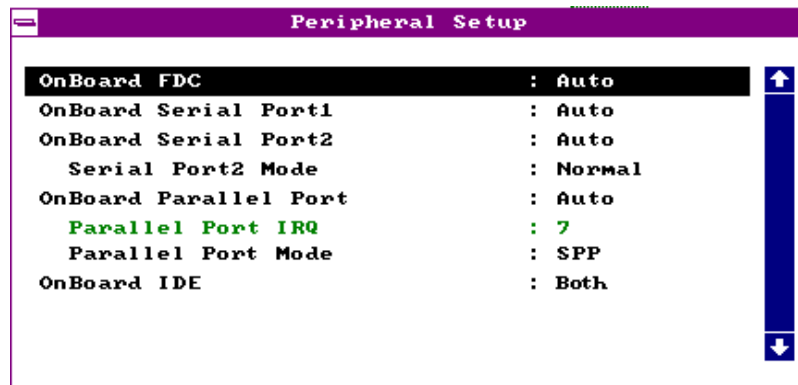 Peripheral Setup
OnBoard FDC : Auto
OnBoard Serial Port1 : Auto
OnBoard Serial Port2 : Auto
Serial Port2 Mode : Normal
OnBoard Parallel Port : Auto
Parallel Port IRQ : 7
Parallel Port Mode : SPP
OnBoard IDE : Both